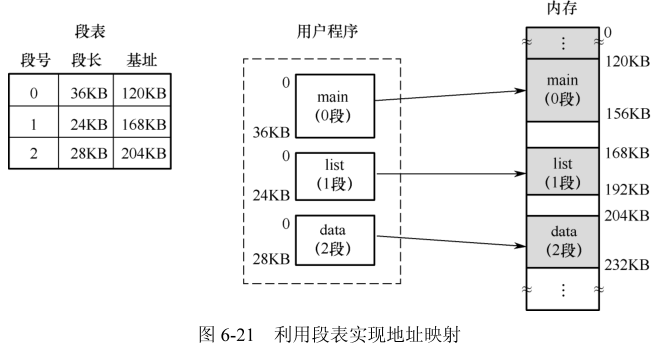 段表
段号 段长 基址
0 36KB 120KB
1 24KB 168KB
2 28KB 204KB
用户程序
0
main
(0段)
36KB
0
list
(1段)
24KB
0
data
(2段)
28KB
内存
0
⋮
120KB
main
(0段)
156KB
168KB
list
(1段)
192KB
204KB
data
(2段)
232KB
⋮
图 6-21 利用段表实现地址映射